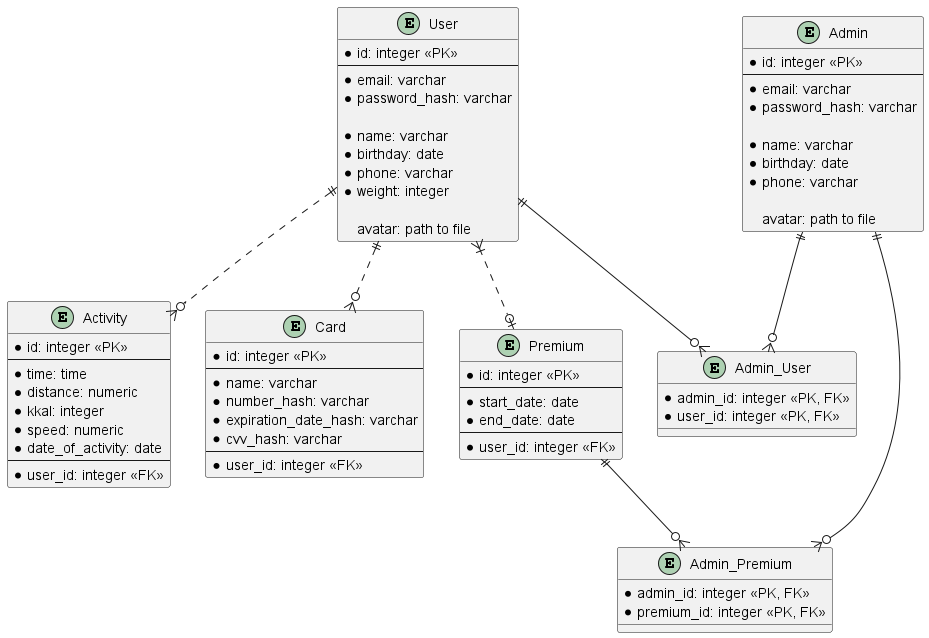 E User
id: integer «PK»
email: varchar
password_hash: varchar
name: varchar
birthday: date
phone: varchar
weight: integer
avatar: path to file
E Admin
id: integer «PK»
email: varchar
password_hash: varchar
name: varchar
birthday: date
phone: varchar
avatar: path to file
E Activity
id: integer «PK»
time: time
distance: numeric
kkal: integer
speed: numeric
date_of_activity: date
user_id: integer «FK»
E Card
id: integer «PK»
name: varchar
number_hash: varchar
expiration_date_hash: varchar
cvv_hash: varchar
user_id: integer «FK»
E Premium
id: integer «PK»
start_date: date
end_date: date
user_id: integer «FK»
E Admin_User
admin_id: integer «PK, FK»
user_id: integer «PK, FK»
E Admin_Premium
admin_id: integer «PK, FK»
premium_id: integer «PK, FK»